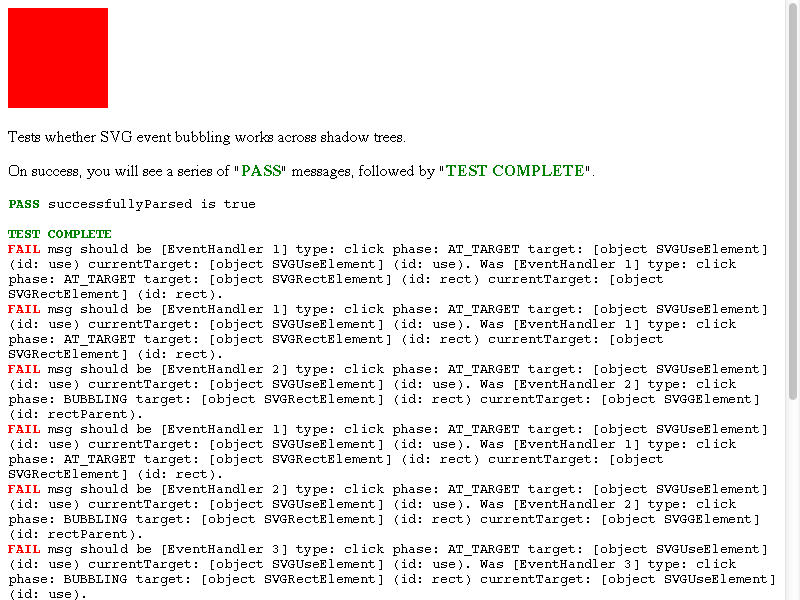 Tests whether SVG event bubbling works across shadow trees.
On success, you will see a series of "PASS" messages, followed by "TEST COMPLETE".
PASS successfullyParsed is true
TEST COMPLETE
FAIL msg should be [EventHandler 1] type: click phase: AT_TARGET target: [object SVGUseElement]
(id: use) currentTarget: [object SVGUseElement] (id: use). Was [EventHandler 1] type: click
phase: AT_TARGET target: [object SVGRectElement] (id: rect) currentTarget: [object
SVGRectElement] (id: rect).
FAIL msg should be [EventHandler 1] type: click phase: AT_TARGET target: [object SVGUseElement]
(id: use) currentTarget: [object SVGUseElement] (id: use). Was [EventHandler 1] type: click
phase: AT_TARGET target: [object SVGRectElement] (id: rect) currentTarget: [object
SVGRectElement] (id: rect).
FAIL msg should be [EventHandler 2] type: click phase: AT_TARGET target: [object SVGUseElement]
(id: use) currentTarget: [object SVGUseElement] (id: use). Was [EventHandler 2] type: click
phase: BUBBLING target: [object SVGRectElement] (id: rect) currentTarget: [object SVGGElement]
(id: rectParent).
FAIL msg should be [EventHandler 1] type: click phase: AT_TARGET target: [object SVGUseElement]
(id: use) currentTarget: [object SVGUseElement] (id: use). Was [EventHandler 1] type: click
phase: AT_TARGET target: [object SVGRectElement] (id: rect) currentTarget: [object
SVGRectElement] (id: rect).
FAIL msg should be [EventHandler 2] type: click phase: AT_TARGET target: [object SVGUseElement]
(id: use) currentTarget: [object SVGUseElement] (id: use). Was [EventHandler 2] type: click
phase: BUBBLING target: [object SVGRectElement] (id: rect) currentTarget: [object SVGGElement]
(id: rectParent).
FAIL msg should be [EventHandler 3] type: click phase: AT_TARGET target: [object SVGUseElement]
(id: use) currentTarget: [object SVGUseElement] (id: use). Was [EventHandler 3] type: click
phase: BUBBLING target: [object SVGRectElement] (id: rect) currentTarget: [object SVGUseElement]
(id: use).